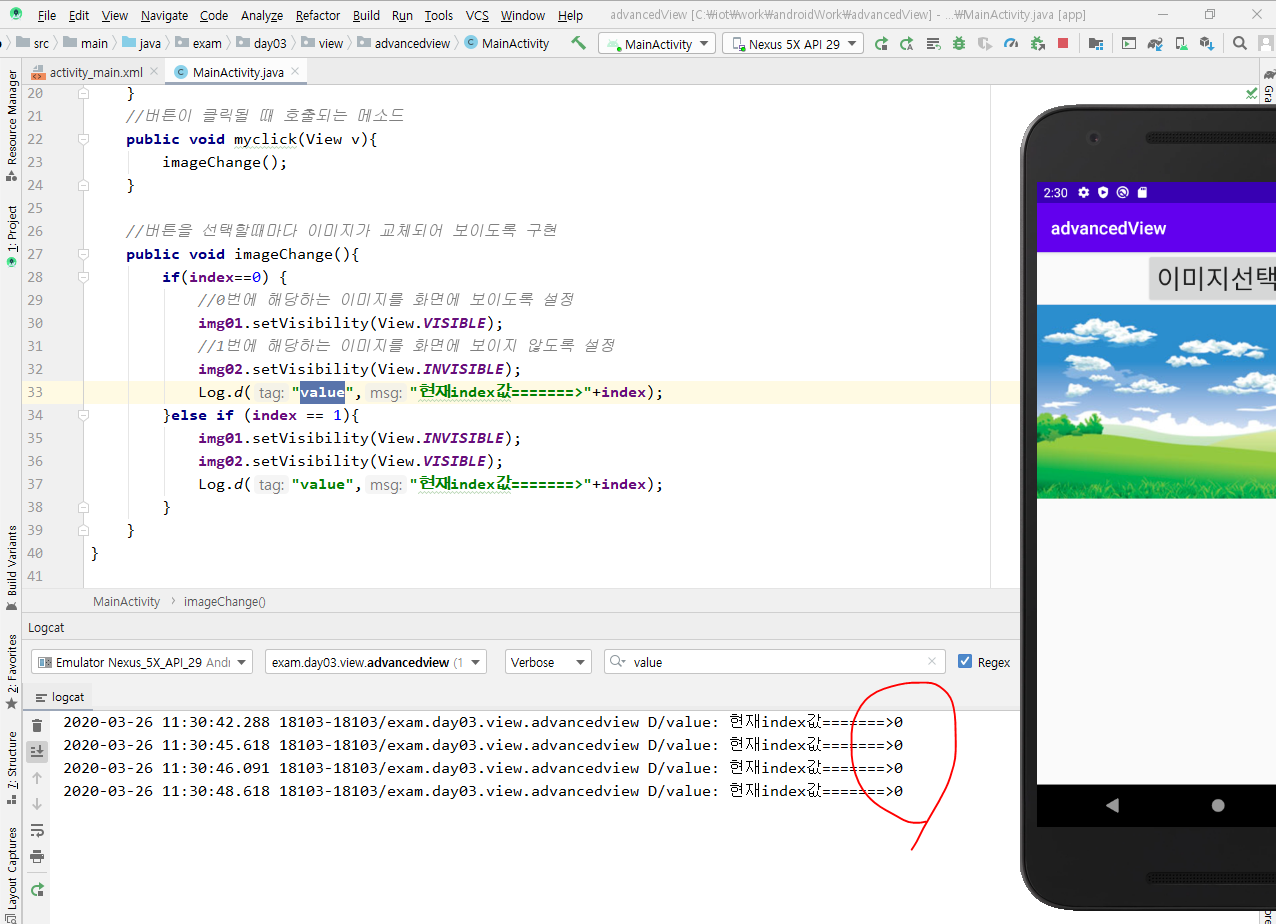 File Edit View Navigate Code Analyze Refactor Build Run Tools VCS Window Help advancedView [C:₩iot₩work₩androidWork₩advancedView] - ...₩MainActivity.java [app]
src main java exam day03 view advancedview MainActivity MainActivity Nexus 5X API 29
activity_main.xml MainActivity.java
Resource Manager
1: Project
Build Variants
2: Favorites
7: Structure
Layout Captures
20 }
21 //버튼이 클릭될 때 호출되는 메소드
22 public void myclick(View v){
23 imageChange();
24 }
25
26 //버튼을 선택할때마다 이미지가 교체되어 보이도록 구현
27 public void imageChange(){
28 if(index==0) {
29 //0번에 해당하는 이미지를 화면에 보이도록 설정
30 img01.setVisibility(View.VISIBLE);
31 //1번에 해당하는 이미지를 화면에 보이지 않도록 설정
32 img02.setVisibility(View.INVISIBLE);
33 Log.d( tag: "value", msg: "현재index값=======>"+index);
34 }else if (index == 1){
35 img01.setVisibility(View.INVISIBLE);
36 img02.setVisibility(View.VISIBLE);
37 Log.d( tag: "value", msg: "현재index값=======>"+index);
38 }
39 }
40 }
41
MainActivity imageChange()
Logcat
Emulator Nexus_5X_API_29 Andr exam.day03.view.advancedview (1 Verbose value Regex
logcat
2020-03-26 11:30:42.288 18103-18103/exam.day03.view.advancedview D/value: 현재index값=======>0
2020-03-26 11:30:45.618 18103-18103/exam.day03.view.advancedview D/value: 현재index값=======>0
2020-03-26 11:30:46.091 18103-18103/exam.day03.view.advancedview D/value: 현재index값=======>0
2020-03-26 11:30:48.618 18103-18103/exam.day03.view.advancedview D/value: 현재index값=======>0
2:30
advancedView
이미지선택
Gra